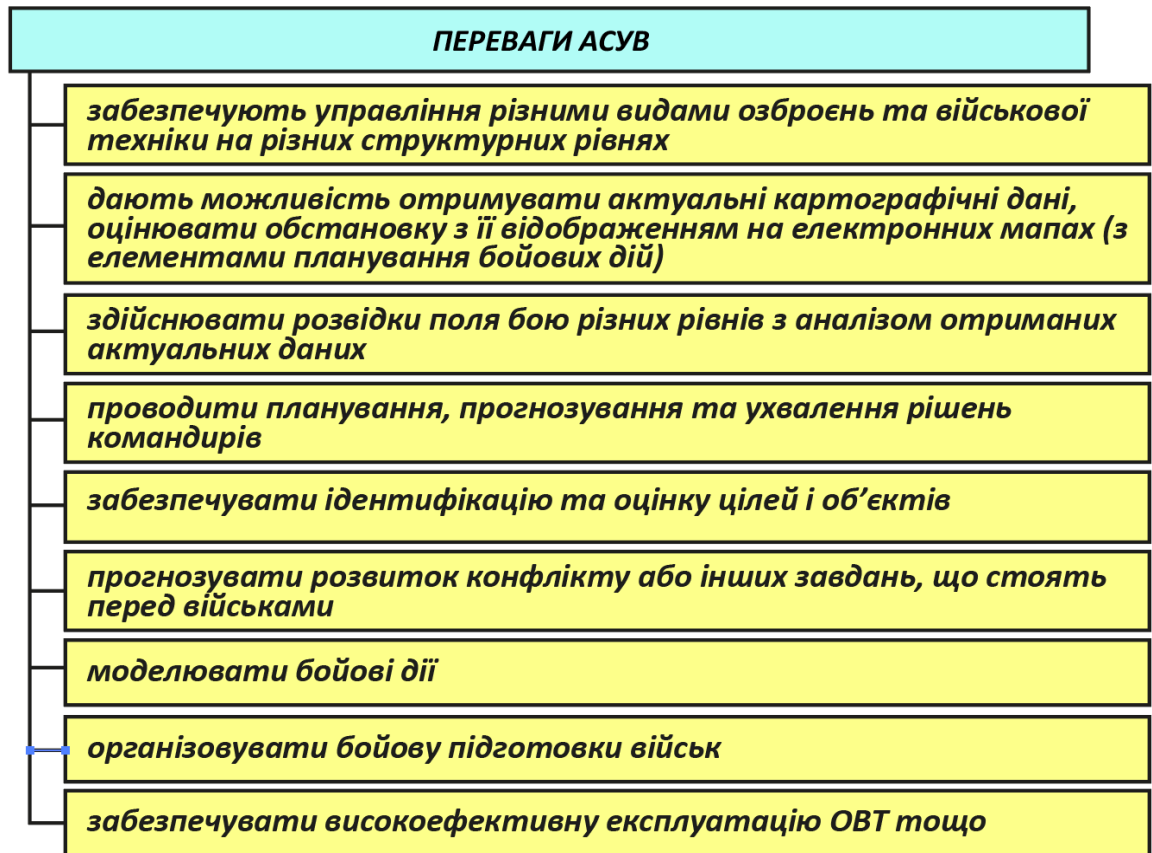 ПЕРЕВАГИ АСУВ
забезпечують управління різними видами озброєнь та військової
техніки на різних структурних рівнях
дають можливість отримувати актуальні картографічні дані,
оцінювати обстановку з її відображенням на електронних мапах (з
елементами планування бойових дій)
здійснювати розвідки поля бою різних рівнів з аналізом отриманих
актуальних даних
проводити планування, прогнозування та ухвалення рішень
командирів
забезпечувати ідентифікацію та оцінку цілей і об’єктів
прогнозувати розвиток конфлікту або інших завдань, що стоять
перед військами
моделювати бойові дії
організовувати бойову підготовки військ
забезпечувати високоефективну експлуатацію ОВТ тощо